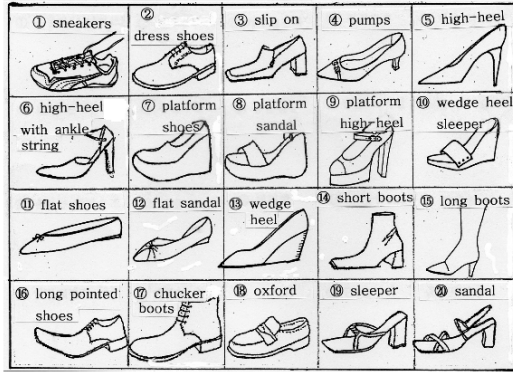 ① sneakers
② dress shoes
③ slip on
④ pumps
⑤ high-heel
⑥ high-heel
with ankle
string
⑦ platform
shoes
⑧ platform
sandal
⑨ platform
high-heel
⑩ wedge heel
sleeper
⑪ flat shoes
⑫ flat sandal
⑬ wedge
heel
⑭ short boots
⑮ long boots
⑯ long pointed
shoes
⑰ chucker
boots
⑱ oxford
⑲ sleeper
⑳ sandal